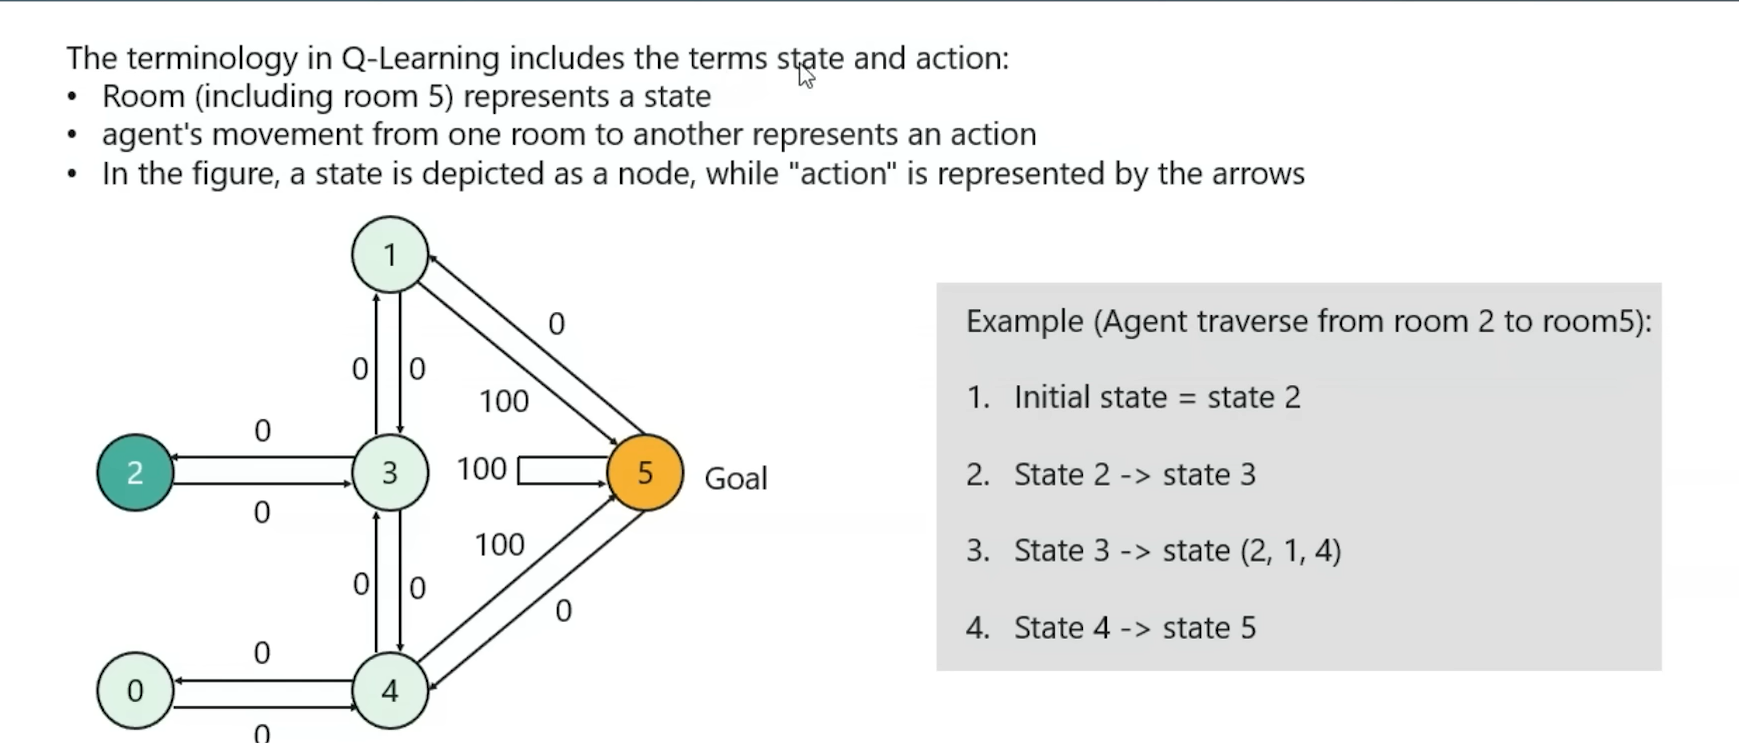 The terminology in Q-Learning includes the terms state and action:
• Room (including room 5) represents a state
• agent's movement from one room to another represents an action
• In the figure, a state is depicted as a node, while "action" is represented by the arrows
1
0
0 0
100
0
2
3
100
5
Goal
0
100
0 0
0
0
0
4
0
Example (Agent traverse from room 2 to room5):
1. Initial state = state 2
2. State 2 -> state 3
3. State 3 -> state (2, 1, 4)
4. State 4 -> state 5